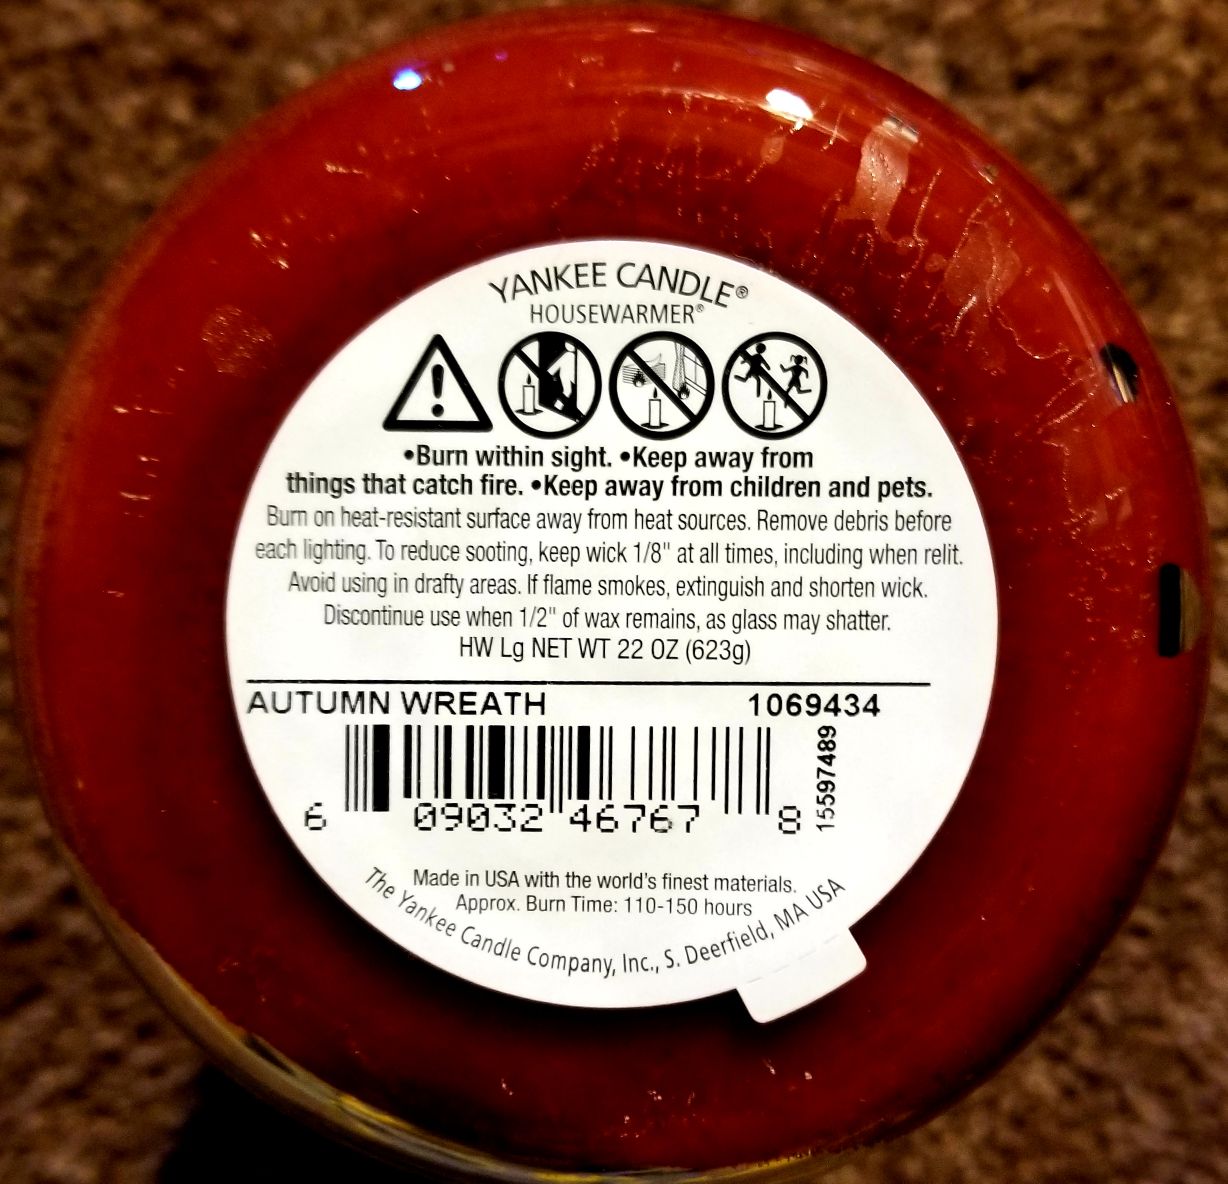 YANKEE CANDLE®
HOUSEWARMER®
•Burn within sight. •Keep away from
things that catch fire. •Keep away from children and pets.
Burn on heat-resistant surface away from heat sources. Remove debris before
each lighting. To reduce sooting, keep wick 1/8" at all times, including when relit.
Avoid using in drafty areas. If flame smokes, extinguish and shorten wick.
Discontinue use when 1/2" of wax remains, as glass may shatter.
HW Lg NET WT 22 OZ (623g)
AUTUMN WREATH 1069434
15597489
6 09032 46767 8
Made in USA with the world's finest materials.
Approx. Burn Time: 110-150 hours
The Yankee Candle Company, Inc., S. Deerfield, MA USA